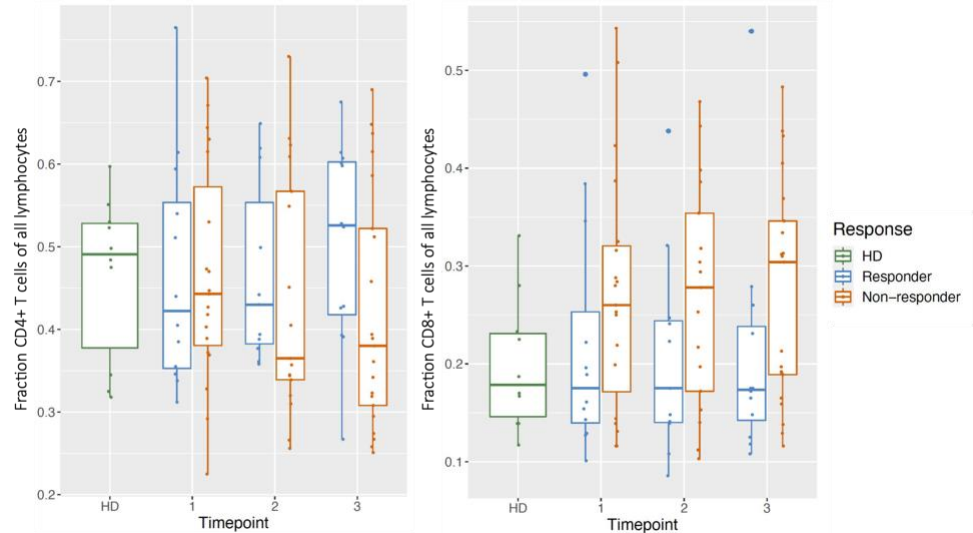 Fraction CD4+ T cells of all lymphocytes
0.7
0.6
0.5
0.4
0.3
0.2
HD
1
2
3
Timepoint
Fraction CD8+ T cells of all lymphocytes
0.5
0.4
0.3
0.2
0.1
HD
1
2
3
Timepoint
Response
HD
Responder
Non-responder